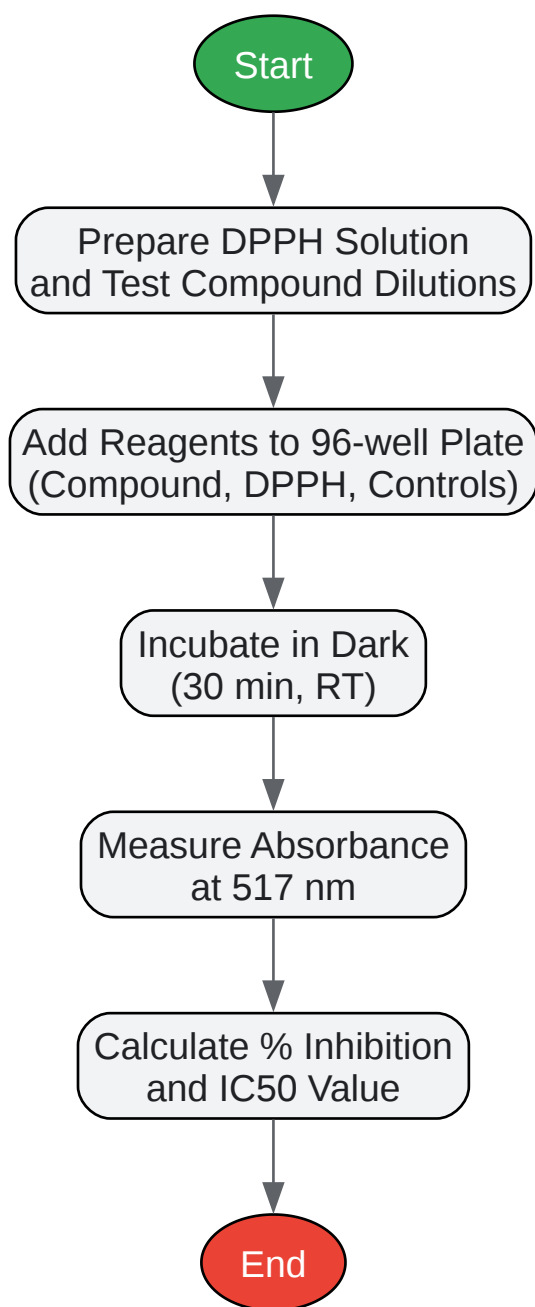 Start
Prepare DPPH Solution
and Test Compound Dilutions
Add Reagents to 96-well Plate
(Compound, DPPH, Controls)
Incubate in Dark
(30 min, RT)
Measure Absorbance
at 517 nm
Calculate % Inhibition
and IC50 Value
End